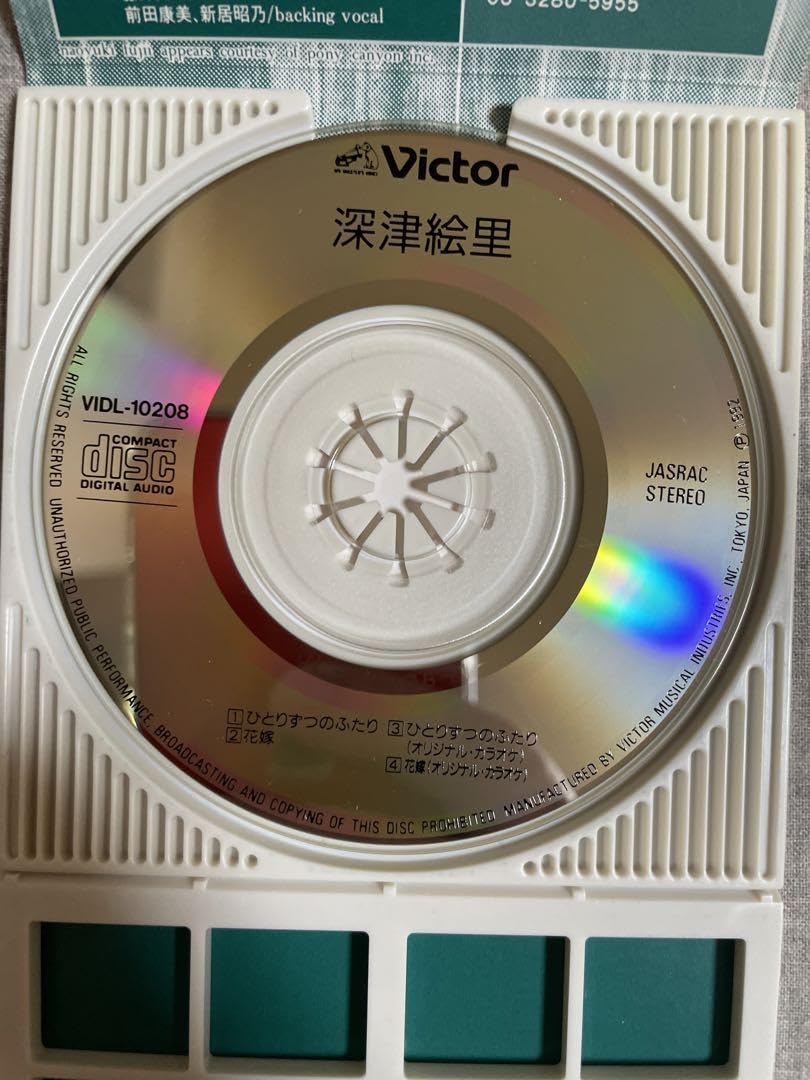 前田康美、新居昭乃/backing vocal
03-3280-5955
naoyuki fujii appears courtesy of pony canyon inc.
Victor
深津絵里
VIDL-10208
COMPACT
disc
DIGITAL AUDIO
JASRAC
STEREO
1 ひとりずつのふたり
2 花嫁
3 ひとりずつのふたり
(オリジナル・カラオケ)
4 花嫁(オリジナル・カラオケ)
ALL RIGHTS RESERVED. UNAUTHORIZED PUBLIC PERFORMANCE, BROADCASTING AND COPYING OF THIS DISC PROHIBITED. MANUFACTURED BY VICTOR MUSICAL INDUSTRIES, INC. TOKYO, JAPAN Ⓟ 1992